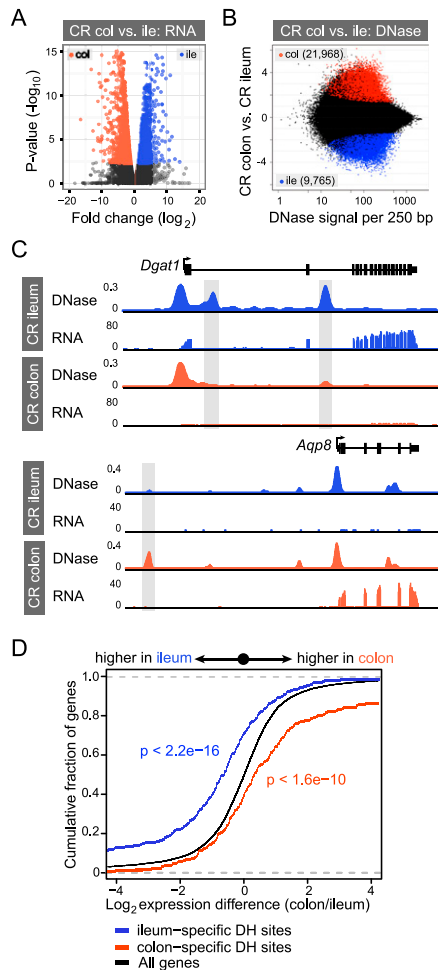 A
CR col vs. ile: RNA
col
ile
P-value (-log10)
15.0
10.0
5.0
0.0
−20
−10
0
10
20
Fold change (log2)
B
CR col vs. ile: DNase
col (21,968)
ile (9,765)
CR colon vs. CR ileum
6
4
2
0
-2
-4
1
10
100
1000
DNase signal per 250 bp
C
Dgat1
CR ileum
DNase
0.3
0
RNA
80
0
CR colon
DNase
0.3
0
RNA
80
0
Aqp8
CR ileum
DNase
0.4
0
RNA
40
0
CR colon
DNase
0.4
0
RNA
40
0
D
higher in ileum
higher in colon
Cumulative fraction of genes
1.0
0.8
0.6
0.4
0.2
0
p < 2.2e−16
p < 1.6e−10
−4
−2
0
2
4
Log2 expression difference (colon/ileum)
ileum−specific DH sites
colon−specific DH sites
All genes